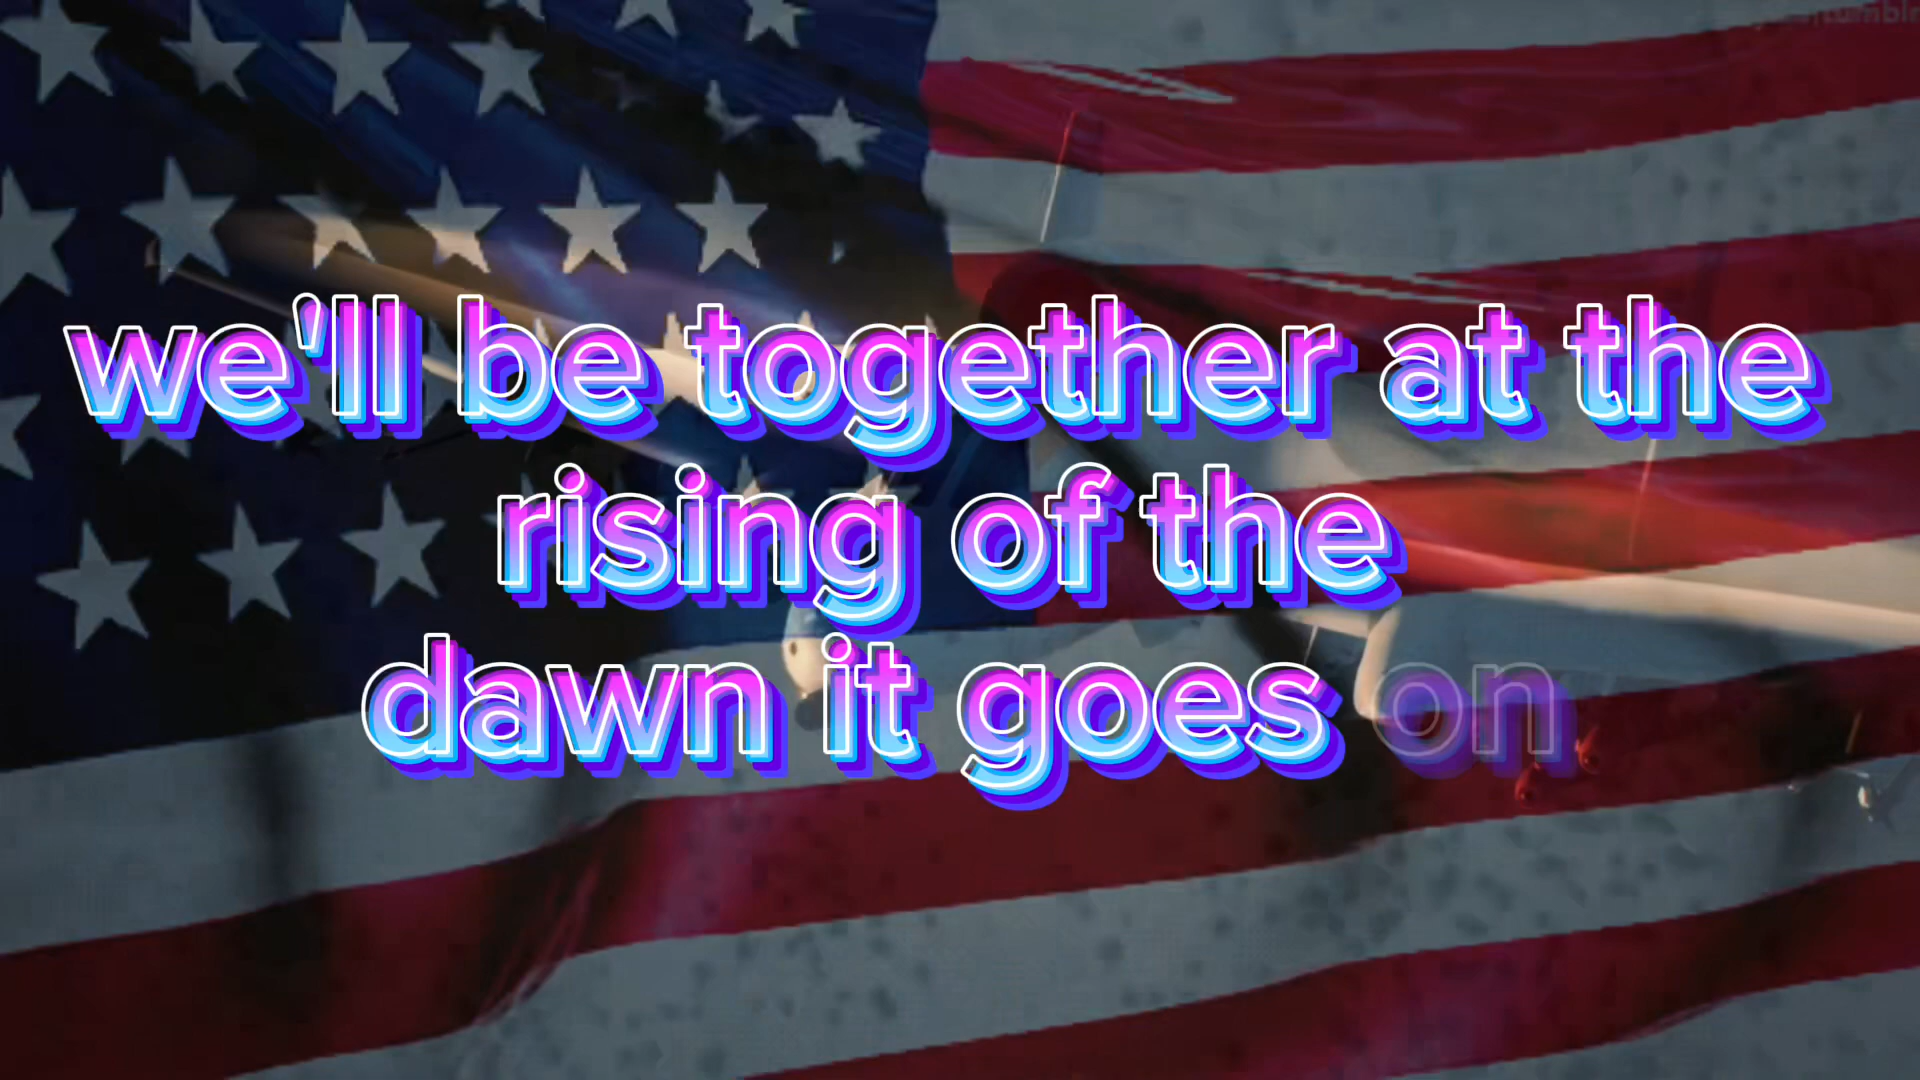 we'll be together at the
rising of the
dawn it goes on